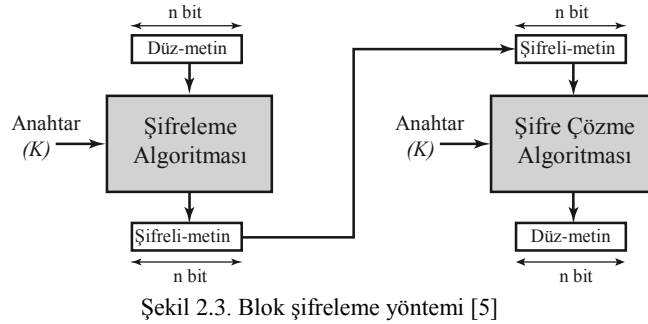 n bit
Düz-metin
Anahtar
(K)
Şifreleme
Algoritması
Şifreli-metin
n bit
n bit
Şifreli-metin
Anahtar
(K)
Şifre Çözme
Algoritması
Düz-metin
n bit
Şekil 2.3. Blok şifreleme yöntemi [5]